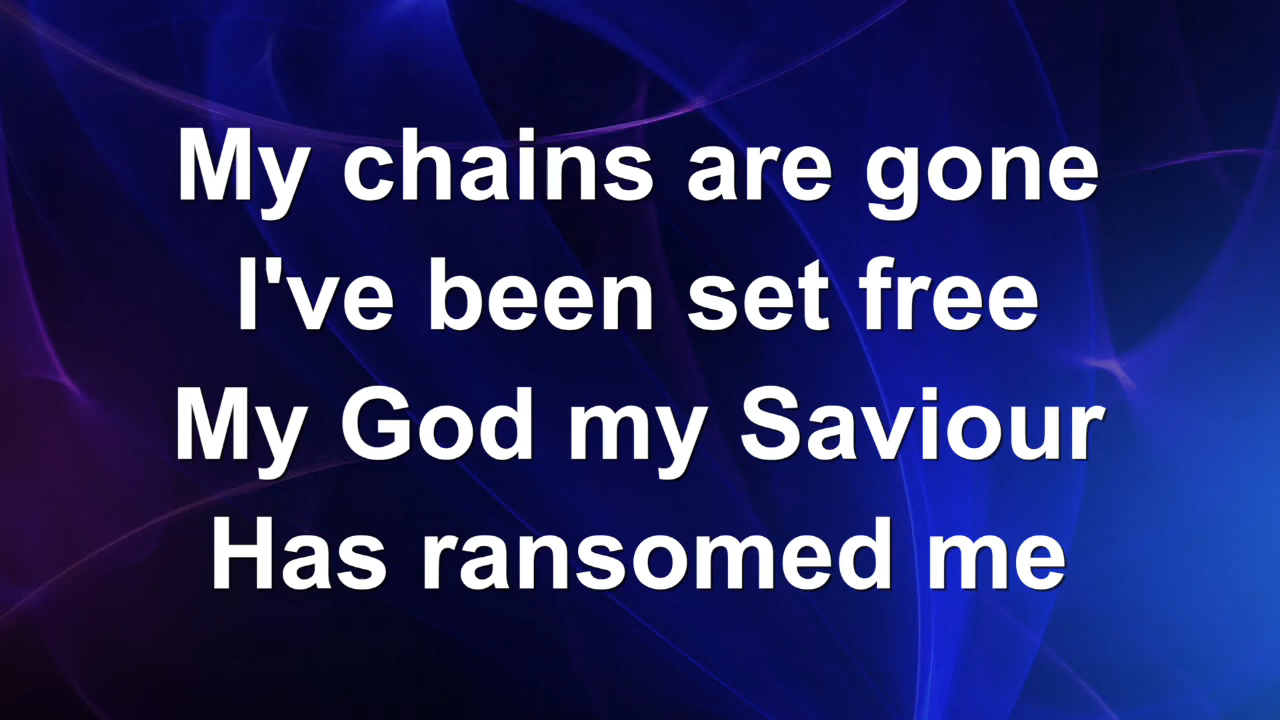 My chains are gone
I've been set free
My God my Saviour
Has ransomed me